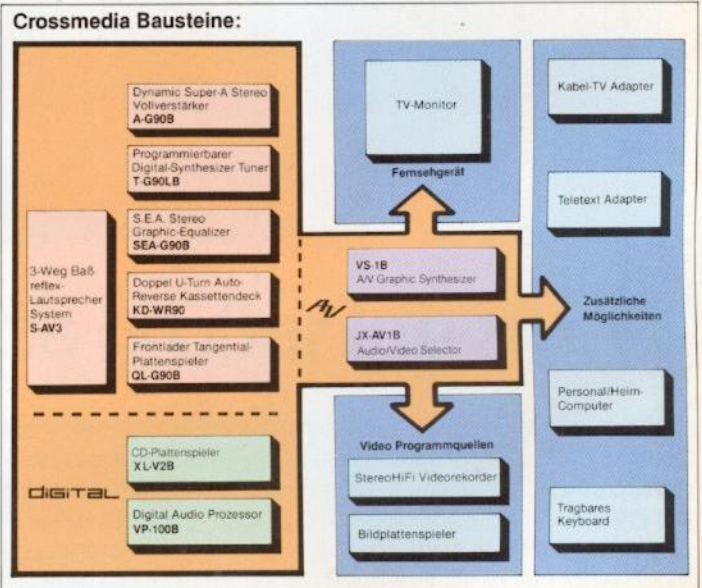 Crossmedia Bausteine:
Dynamic Super-A Stereo
Vollverstärker
A-G90B
Programmierbarer
Digital-Synthesizer Tuner
T-G90LB
S.E.A. Stereo
Graphic-Equalizer
SEA-G90B
Doppel U-Turn Auto-
Reverse Kassettendeck
KD-WR90
Frontlader Tangential-
Plattenspieler
QL-G90B
3-Weg Baß
reflex-
Lautsprecher
System
S-AV3
CD-Plattenspieler
XL-V2B
Digital Audio Prozessor
VP-100B
DIGITAL
A/V
TV-Monitor
Fernsehgerät
VS-1B
A/V Graphic Synthesizer
JX-AV1B
Audio/Video Selector
Video Programmquellen
StereoHiFi Videorekorder
Bildplattenspieler
Kabel-TV Adapter
Teletext Adapter
Zusätzliche
Möglichkeiten
Personal/Heim-
Computer
Tragbares
Keyboard